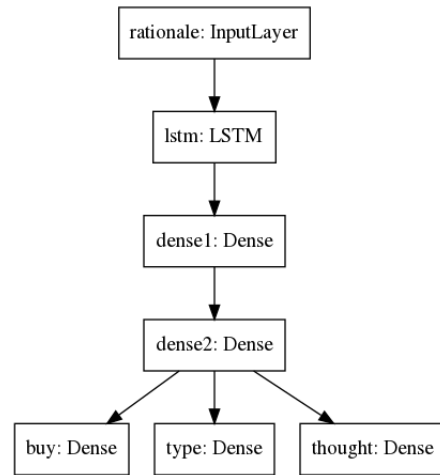 rationale: InputLayer
lstm: LSTM
dense1: Dense
dense2: Dense
buy: Dense
type: Dense
thought: Dense